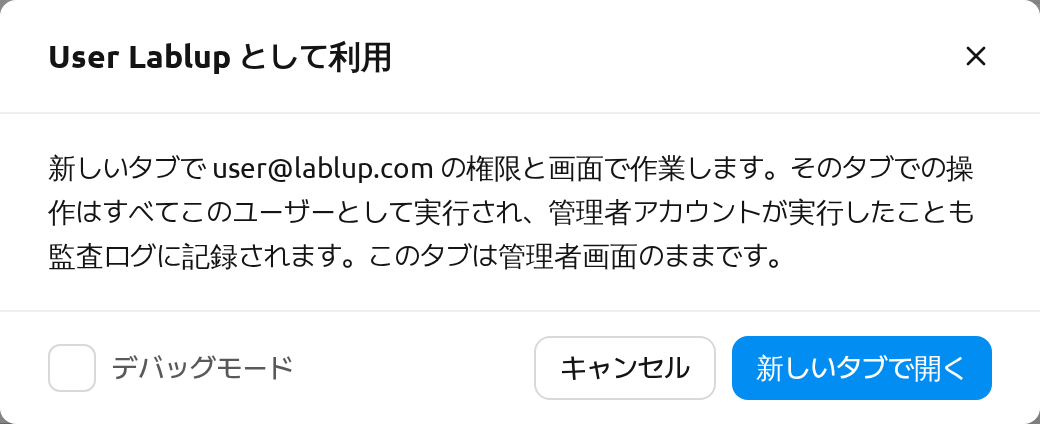 User Lablup として利用
新しいタブで user@lablup.com の権限と画面で作業します。そのタブでの操
作はすべてこのユーザーとして実行され、管理者アカウントが実行したことも
監査ログに記録されます。このタブは管理者画面のままです。
デバッグモード
キャンセル
新しいタブで開く